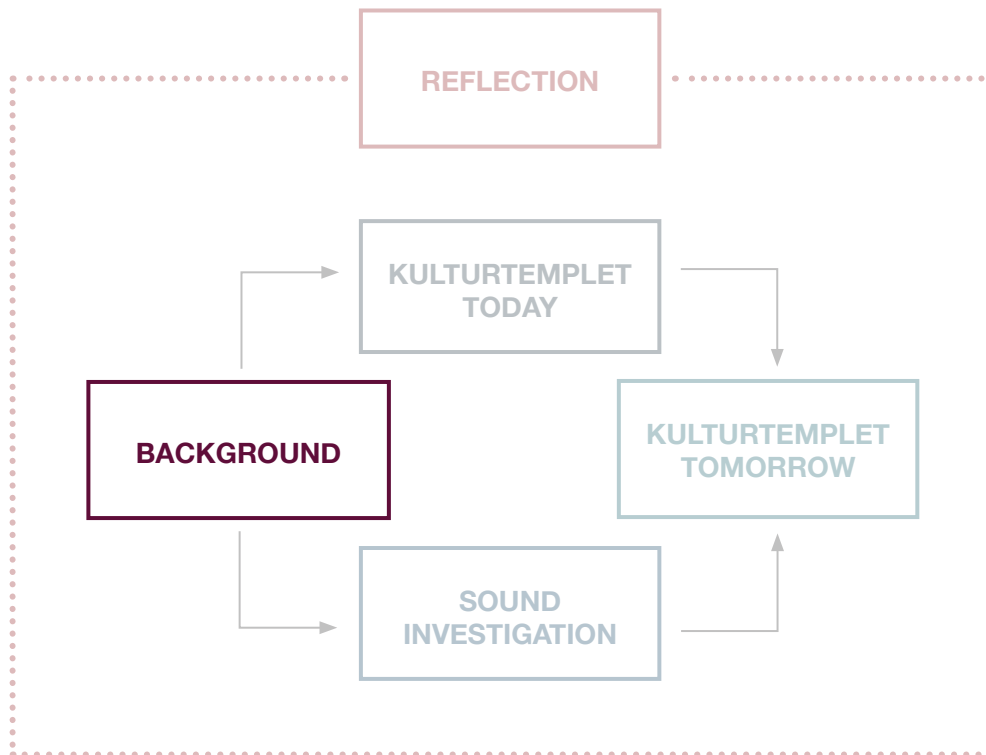 REFLECTION
KULTURTEMPLET
TODAY
BACKGROUND
KULTURTEMPLET
TOMORROW
SOUND
INVESTIGATION